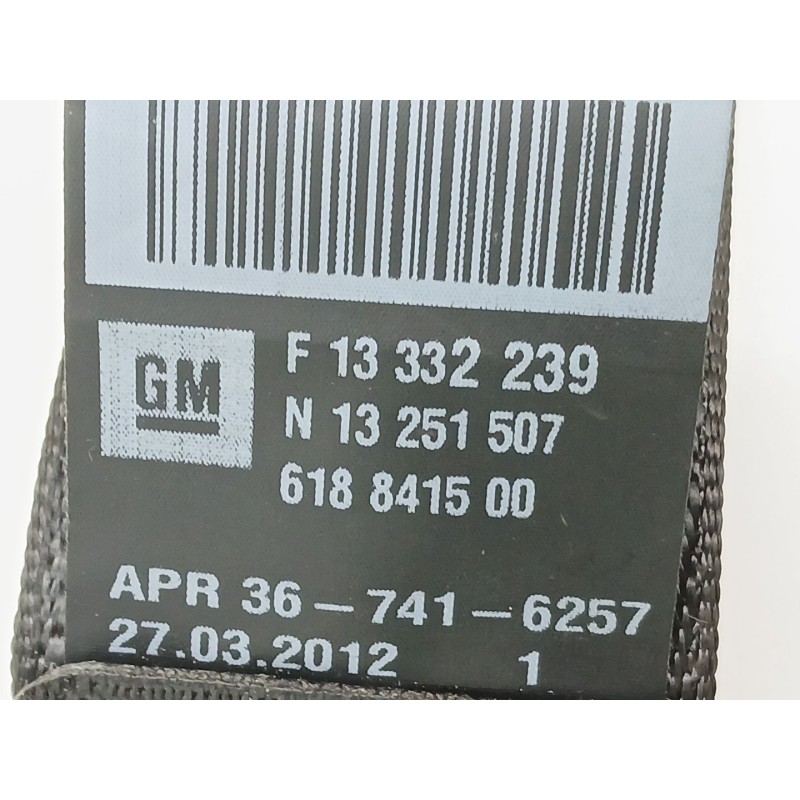 GM
F 13 332 239
N 13 251 507
618 8415 00
APR 36 - 741 - 6257
27.03.2012 1